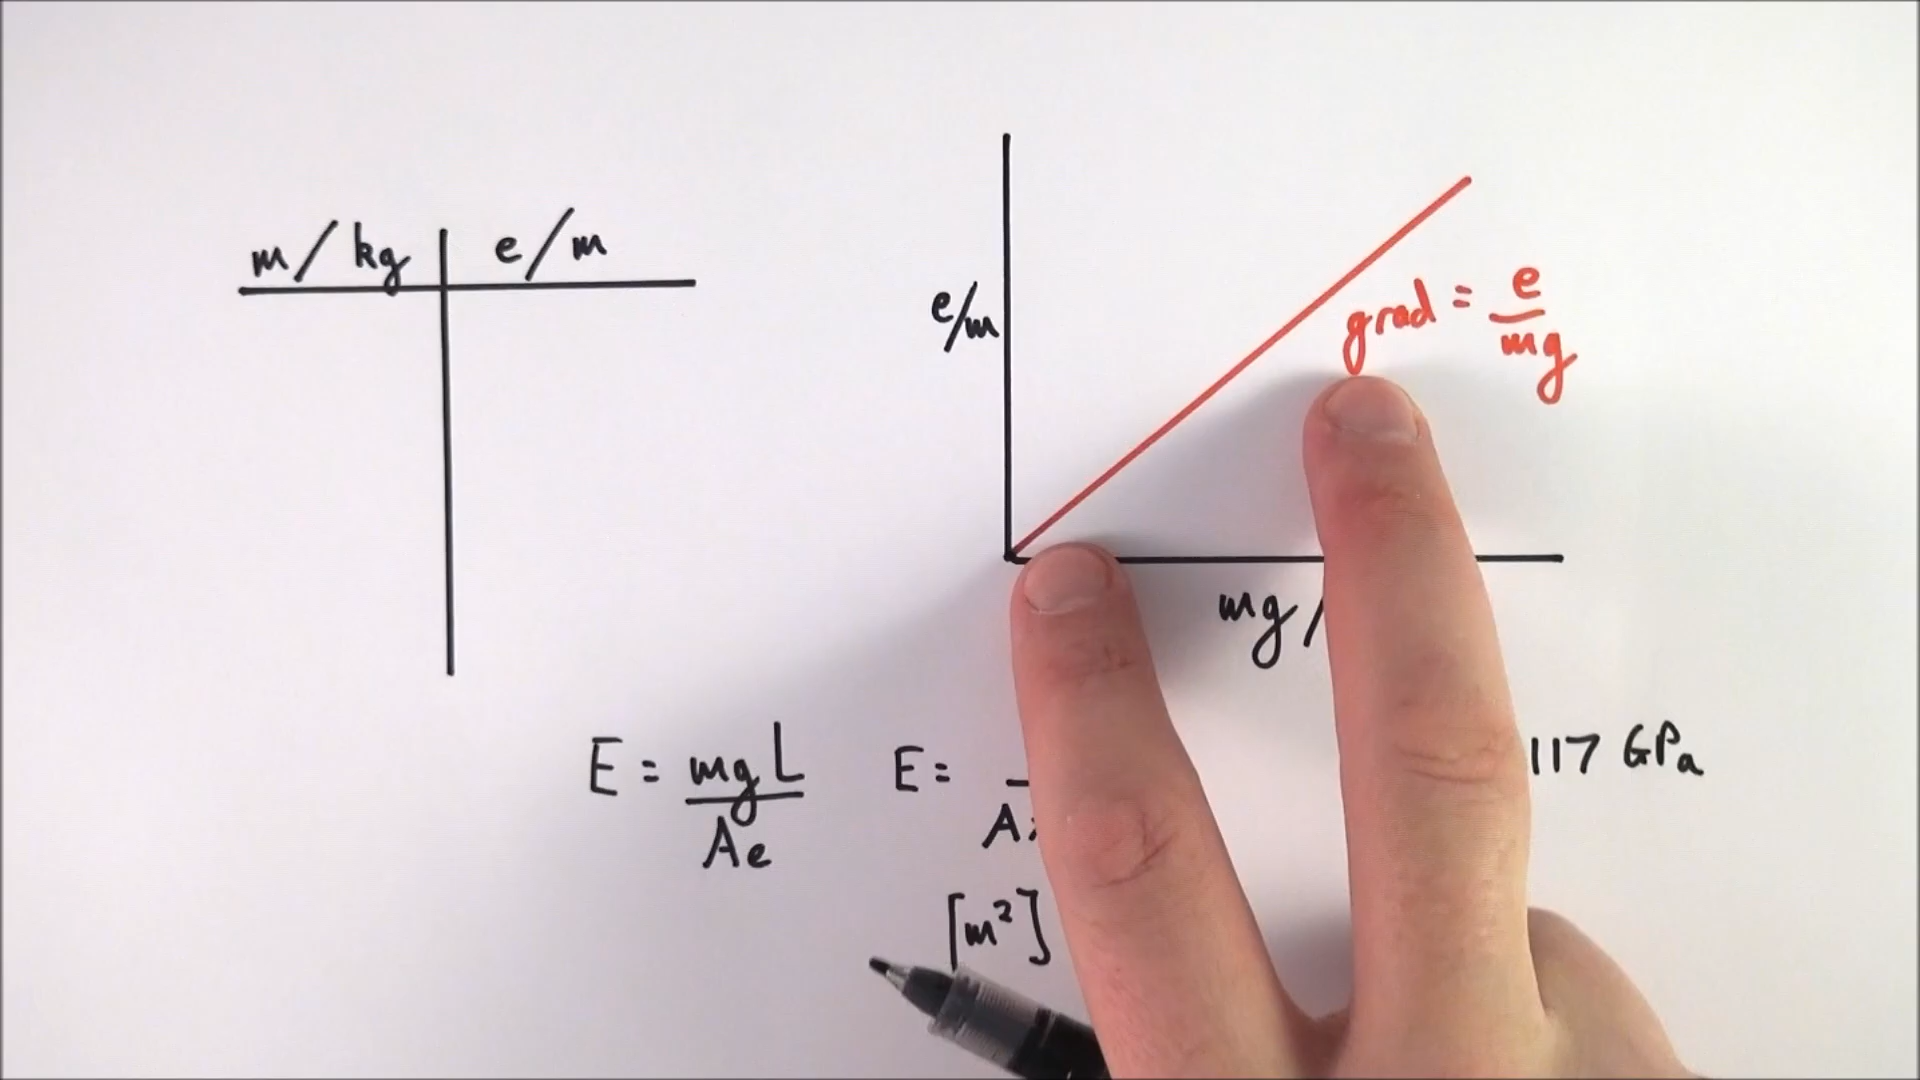 m/kg e/m
e/m
grad = e/mg
mg/
E = mgL/Ae
E =
A
117 GPa
[m²]